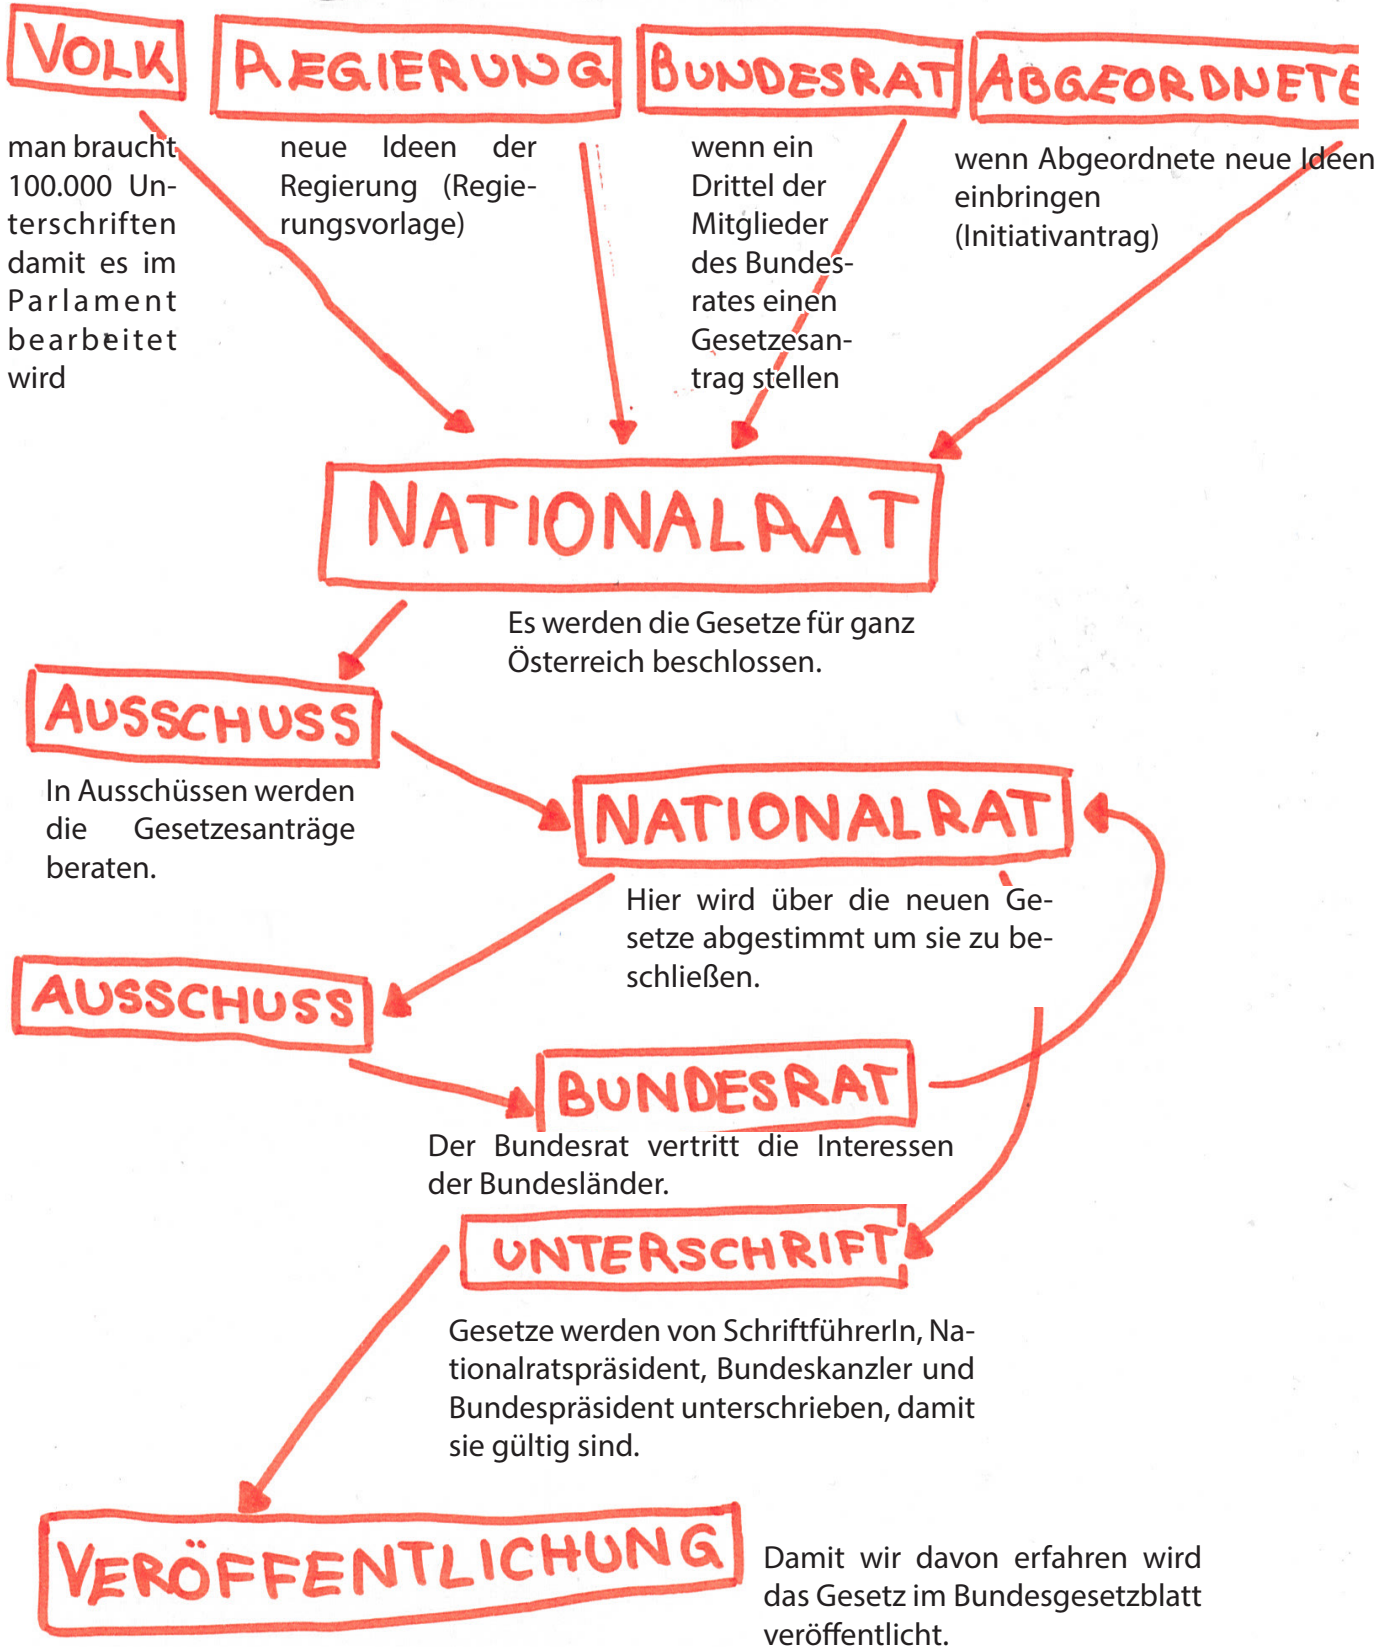 VOLK
REGIERUNG
BUNDESRAT
ABGEORDNETE
man braucht
100.000 Un-
terschriften
damit es im
Parlament
bearbeitet
wird
neue Ideen der
Regierung (Regie-
rungsvorlage)
wenn ein
Drittel der
Mitglieder
des Bundes-
rates einen
Gesetzesan-
trag stellen
wenn Abgeordnete neue Ideen
einbringen
(Initiativantrag)
NATIONALRAT
Es werden die Gesetze für ganz
Österreich beschlossen.
AUSSCHUSS
In Ausschüssen werden
die Gesetzesanträge
beraten.
NATIONALRAT
Hier wird über die neuen Ge-
setze abgestimmt um sie zu be-
schließen.
AUSSCHUSS
BUNDESRAT
Der Bundesrat vertritt die Interessen
der Bundesländer.
UNTERSCHRIFT
Gesetze werden von SchriftführerIn, Na-
tionalratspräsident, Bundeskanzler und
Bundespräsident unterschrieben, damit
sie gültig sind.
VERÖFFENTLICHUNG
Damit wir davon erfahren wird
das Gesetz im Bundesgesetzblatt
veröffentlicht.